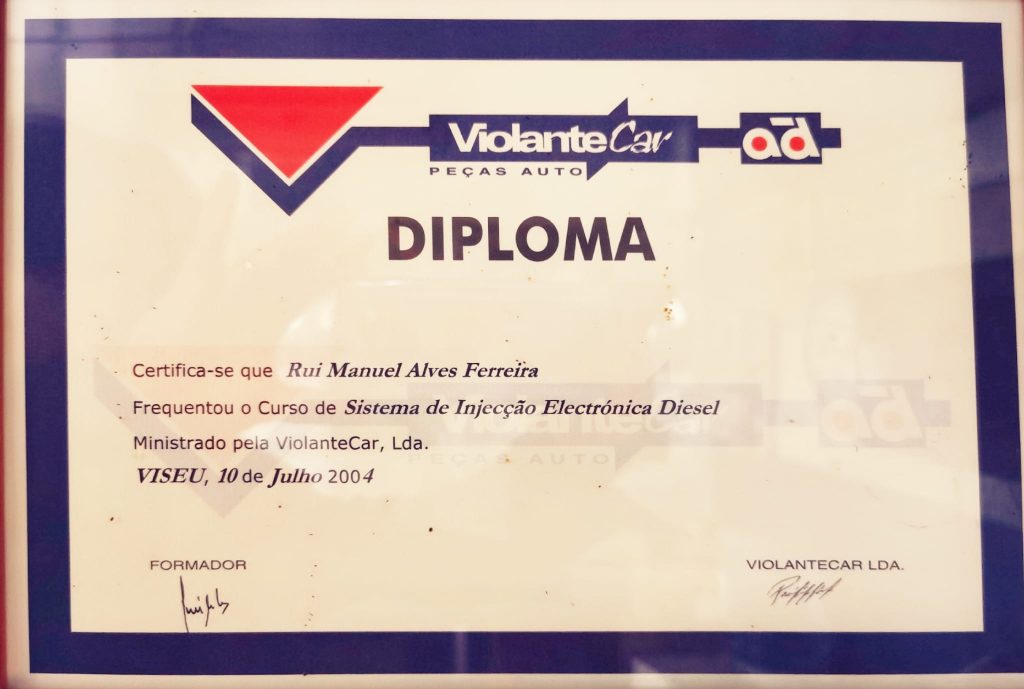 ViolanteCar ad
PEÇAS AUTO
DIPLOMA
Certifica-se que Rui Manuel Alves Ferreira
Frequentou o Curso de Sistema de Injecção Electrónica Diesel
Ministrado pela ViolanteCar, Lda.
VISEU, 10 de Julho 2004
FORMADOR VIOLANTECAR LDA.